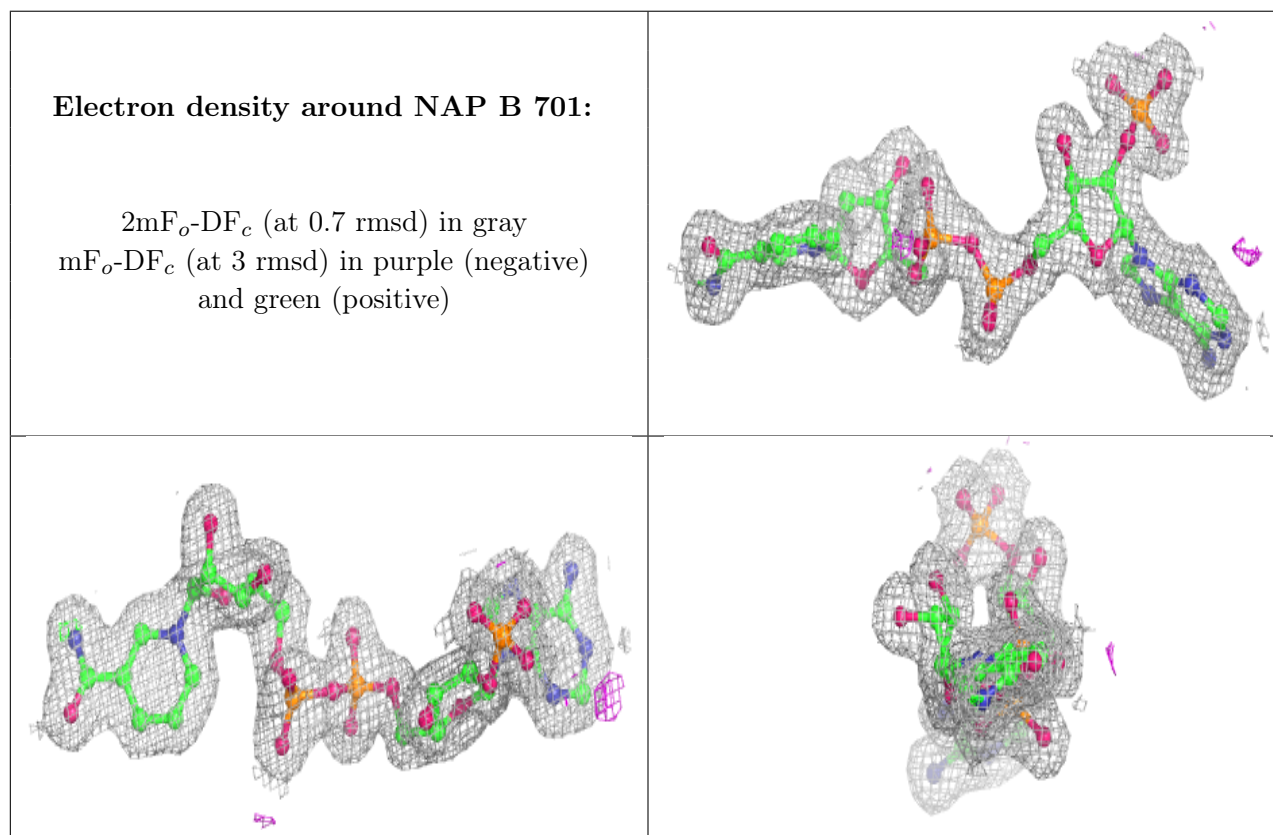 Electron density around NAP B 701:
2mFo-DFc (at 0.7 rmsd) in gray
mFo-DFc (at 3 rmsd) in purple (negative)
and green (positive)